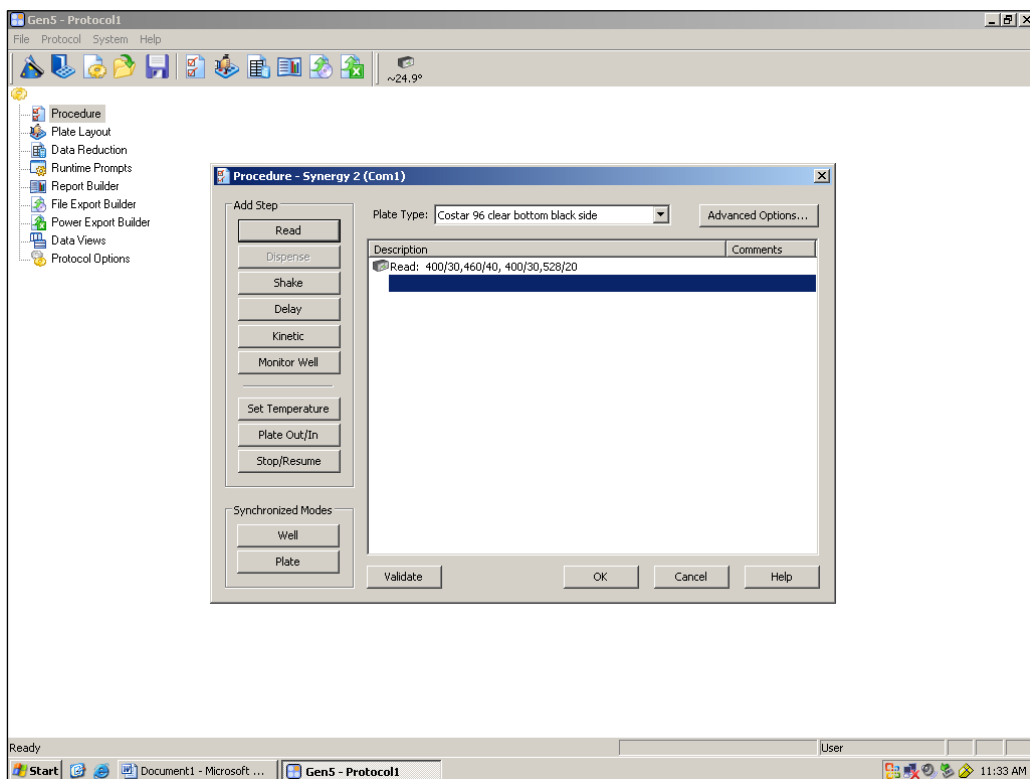 Gen5 - Protocol1
File Protocol System Help
~24.9°
Procedure
Plate Layout
Data Reduction
Runtime Prompts
Report Builder
File Export Builder
Power Export Builder
Data Views
Protocol Options
Procedure - Synergy 2 (Com1)
Add Step
Read
Dispense
Shake
Delay
Kinetic
Monitor Well
Set Temperature
Plate Out/In
Stop/Resume
Synchronized Modes
Well
Plate
Plate Type: Costar 96 clear bottom black side Advanced Options...
Description Comments
Read: 400/30,460/40, 400/30,528/20
Validate OK Cancel Help
Ready User
Start Document1 - Microsoft ... Gen5 - Protocol1 11:33 AM